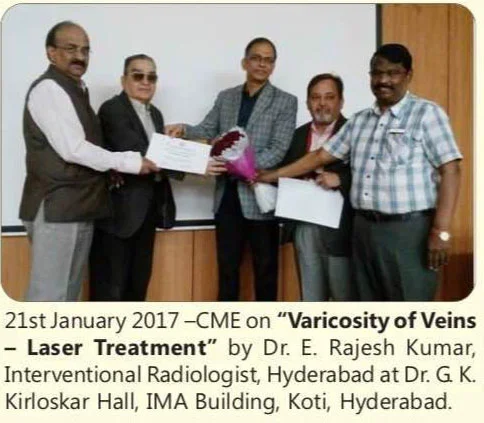 21st January 2017 –CME on “Varicosity of Veins
– Laser Treatment” by Dr. E. Rajesh Kumar,
Interventional Radiologist, Hyderabad at Dr. G. K.
Kirloskar Hall, IMA Building, Koti, Hyderabad.